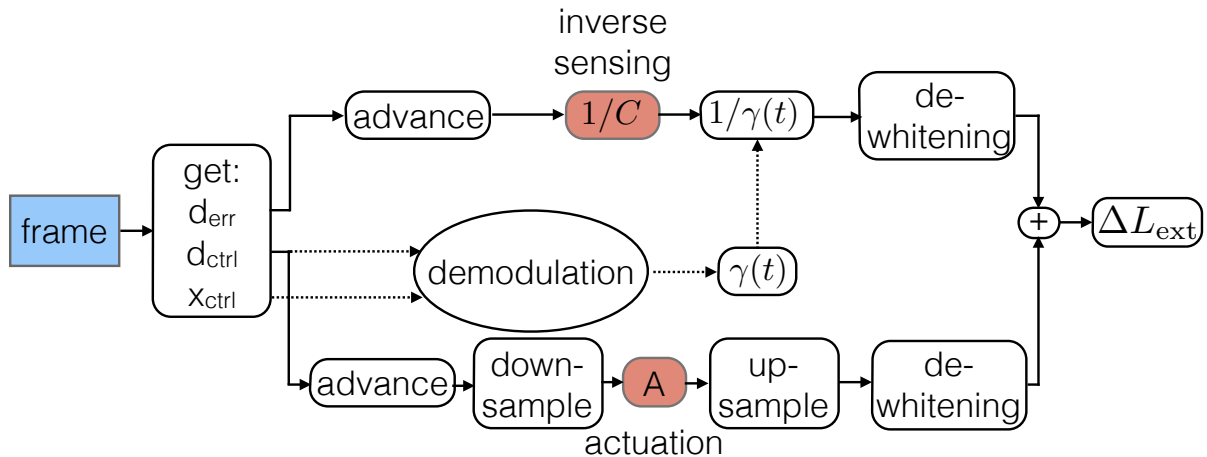 inverse
sensing
advance
1/C
1/γ(t)
de-
whitening
frame
get:
d_err
d_ctrl
x_ctrl
demodulation
γ(t)
+
ΔL_ext
advance
down-
sample
A
up-
sample
de-
whitening
actuation